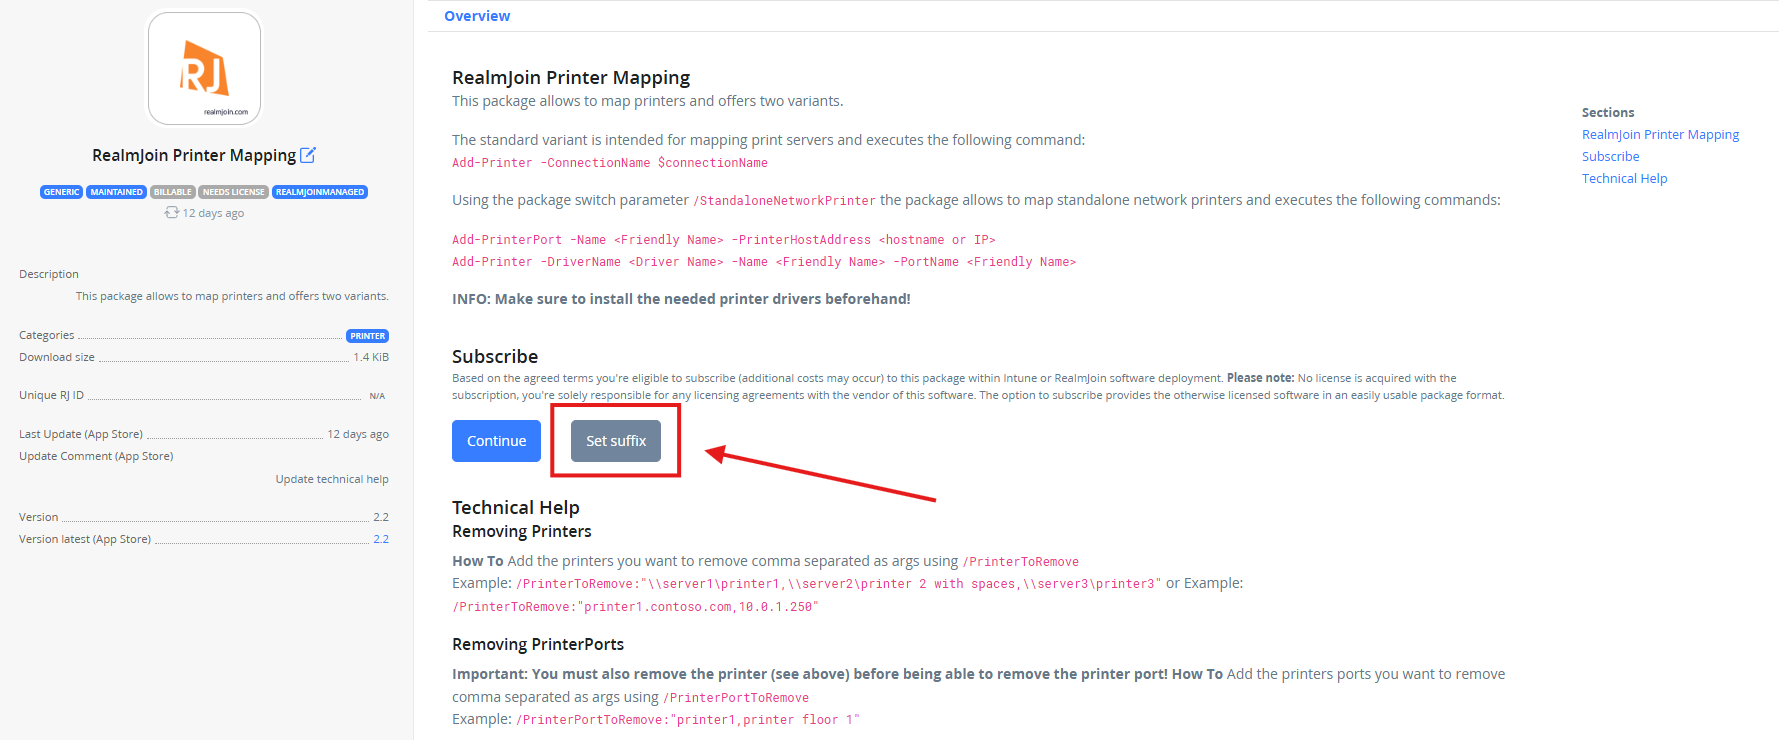 RJ
realmjoin.com
RealmJoin Printer Mapping
GENERIC MAINTAINED BILLABLE NEEDS LICENSE REALMJOINMANAGED
12 days ago
Description
This package allows to map printers and offers two variants.
Categories PRINTER
Download size 1.4 KiB
Unique RJ ID N/A
Last Update (App Store) 12 days ago
Update Comment (App Store)
Update technical help
Version 2.2
Version latest (App Store) 2.2
Overview
RealmJoin Printer Mapping
This package allows to map printers and offers two variants.
The standard variant is intended for mapping print servers and executes the following command:
Add-Printer -ConnectionName $connectionName
Using the package switch parameter /StandaloneNetworkPrinter the package allows to map standalone network printers and executes the following commands:
Add-PrinterPort -Name <Friendly Name> -PrinterHostAddress <hostname or IP>
Add-Printer -DriverName <Driver Name> -Name <Friendly Name> -PortName <Friendly Name>
INFO: Make sure to install the needed printer drivers beforehand!
Subscribe
Based on the agreed terms you're eligible to subscribe (additional costs may occur) to this package within Intune or RealmJoin software deployment. Please note: No license is acquired with the
subscription, you're solely responsible for any licensing agreements with the vendor of this software. The option to subscribe provides the otherwise licensed software in an easily usable package format.
Continue
Set suffix
Technical Help
Removing Printers
How To Add the printers you want to remove comma separated as args using /PrinterToRemove
Example: /PrinterToRemove:"\\server1\printer1,\\server2\printer 2 with spaces,\\server3\printer3" or Example:
/PrinterToRemove:"printer1.contoso.com,10.0.1.250"
Removing PrinterPorts
Important: You must also remove the printer (see above) before being able to remove the printer port! How To Add the printers ports you want to remove
comma separated as args using /PrinterPortToRemove
Example: /PrinterPortToRemove:"printer1,printer floor 1"
Sections
RealmJoin Printer Mapping
Subscribe
Technical Help